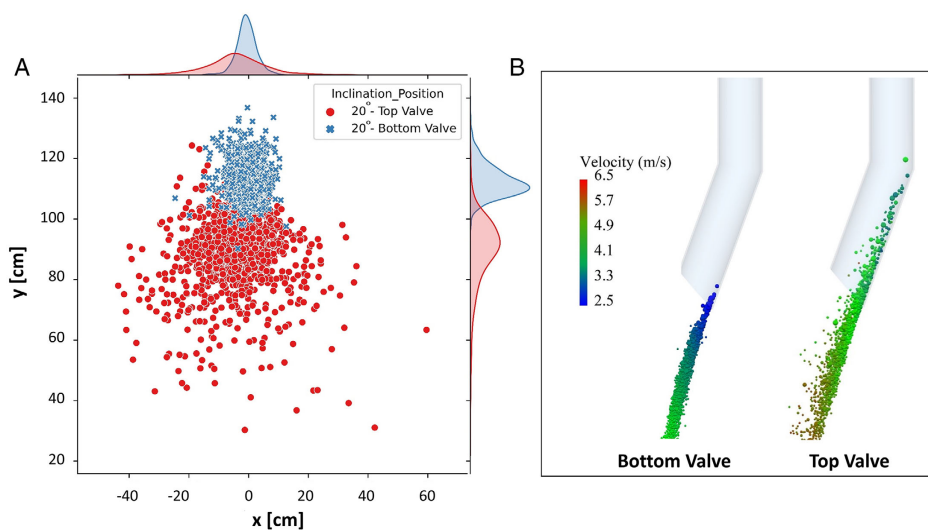 A
B
Inclination_Position
20°- Top Valve
20°- Bottom Valve
140
120
100
80
60
40
20
y [cm]
-40 -20 0 20 40 60
x [cm]
Velocity (m/s)
6.5
5.7
4.9
4.1
3.3
2.5
Bottom Valve Top Valve